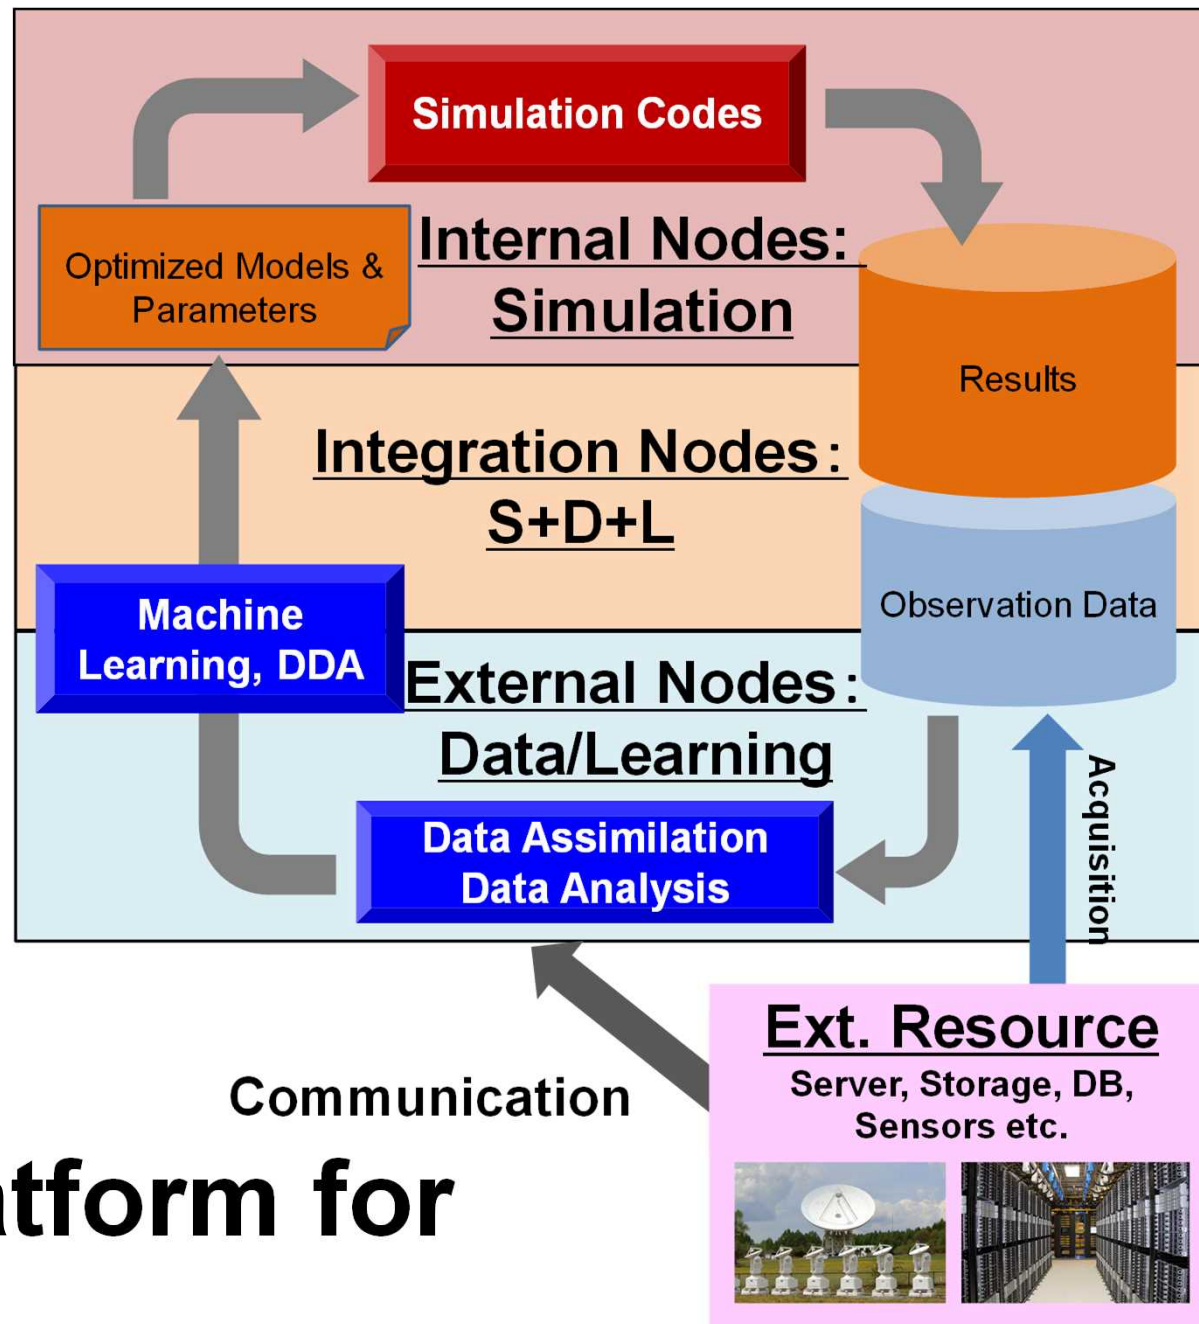 Simulation Codes
Internal Nodes:
Simulation
Optimized Models &
Parameters
Results
Integration Nodes:
S+D+L
Observation Data
Machine
Learning, DDA
External Nodes:
Data/Learning
Data Assimilation
Data Analysis
Acquisition
Ext. Resource
Server, Storage, DB,
Sensors etc.
Communication
atform for